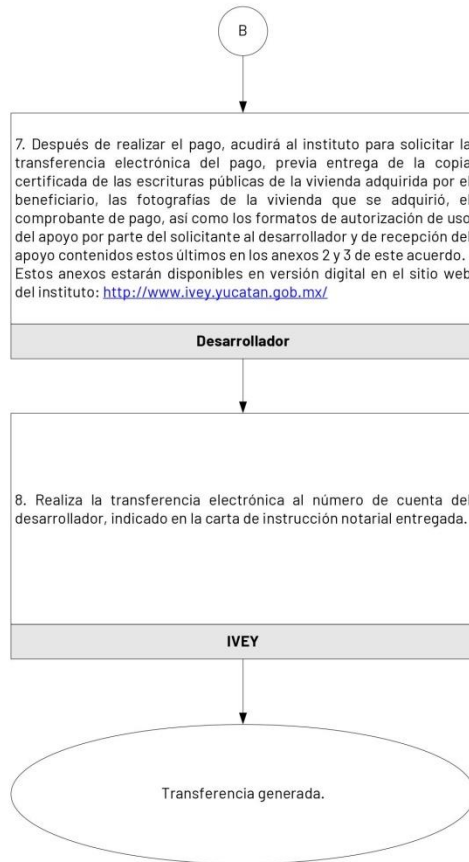 B
7. Después de realizar el pago, acudirá al instituto para solicitar la
transferencia electrónica del pago, previa entrega de la copia
certificada de las escrituras públicas de la vivienda adquirida por el
beneficiario, las fotografías de la vivienda que se adquirió, el
comprobante de pago, así como los formatos de autorización de uso
del apoyo por parte del solicitante al desarrollador y de recepción del
apoyo contenidos estos últimos en los anexos 2 y 3 de este acuerdo.
Estos anexos estarán disponibles en versión digital en el sitio web
del instituto: http://www.ivey.yucatan.gob.mx/
Desarrollador
8. Realiza la transferencia electrónica al número de cuenta del
desarrollador, indicado en la carta de instrucción notarial entregada.
IVEY
Transferencia generada.